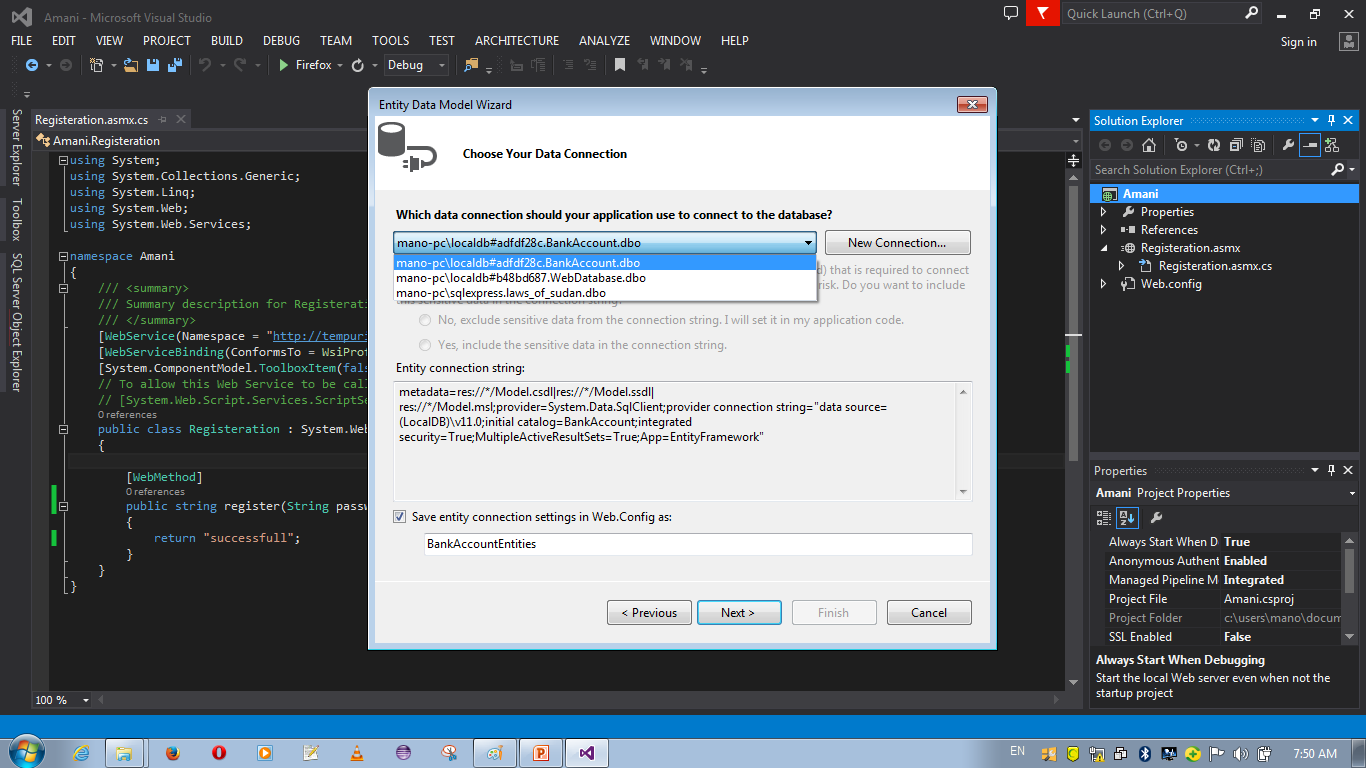 Amani - Microsoft Visual Studio
Quick Launch (Ctrl+Q)
FILE EDIT VIEW PROJECT BUILD DEBUG TEAM TOOLS TEST ARCHITECTURE ANALYZE WINDOW HELP
Sign in
Firefox
Debug
Server Explorer
Toolbox
SQL Server Object Explorer
Registeration.asmx.cs
Amani.Registeration
using System;
using System.Collections.Generic;
using System.Linq;
using System.Web;
using System.Web.Services;
namespace Amani
{
/// <summary>
/// Summary description for Registerati
/// </summary>
[WebService(Namespace = "http://tempuri
[WebServiceBinding(ConformsTo = WsiProf
[System.ComponentModel.ToolboxItem(fals
// To allow this Web Service to be call
// [System.Web.Script.Services.ScriptSe
0 references
public class Registeration : System.Web
{
[WebMethod]
0 references
public string register(String passw
{
return "successfull";
}
}
}
100 %
Entity Data Model Wizard
Choose Your Data Connection
Which data connection should your application use to connect to the database?
mano-pc\localdb#adfdf28c.BankAccount.dbo
New Connection...
mano-pc\localdb#adfdf28c.BankAccount.dbo
mano-pc\localdb#b48bd687.WebDatabase.dbo
mano-pc\sqlexpress.laws_of_sudan.dbo
d) that is required to connect
risk. Do you want to include
this sensitive data in the connection string?
No, exclude sensitive data from the connection string. I will set it in my application code.
Yes, include the sensitive data in the connection string.
Entity connection string:
metadata=res://*/Model.csdl|res://*/Model.ssdl|
res://*/Model.msl;provider=System.Data.SqlClient;provider connection string="data source=
(LocalDB)\v11.0;initial catalog=BankAccount;integrated
security=True;MultipleActiveResultSets=True;App=EntityFramework"
Save entity connection settings in Web.Config as:
BankAccountEntities
< Previous
Next >
Finish
Cancel
Solution Explorer
Search Solution Explorer (Ctrl+;)
Amani
Properties
References
Registeration.asmx
Registeration.asmx.cs
Web.config
Properties
Amani Project Properties
Always Start When D True
Anonymous Authent Enabled
Managed Pipeline M Integrated
Project File Amani.csproj
Project Folder c:\users\mano\docum
SSL Enabled False
Always Start When Debugging
Start the local Web server even when not the
startup project
EN
7:50 AM